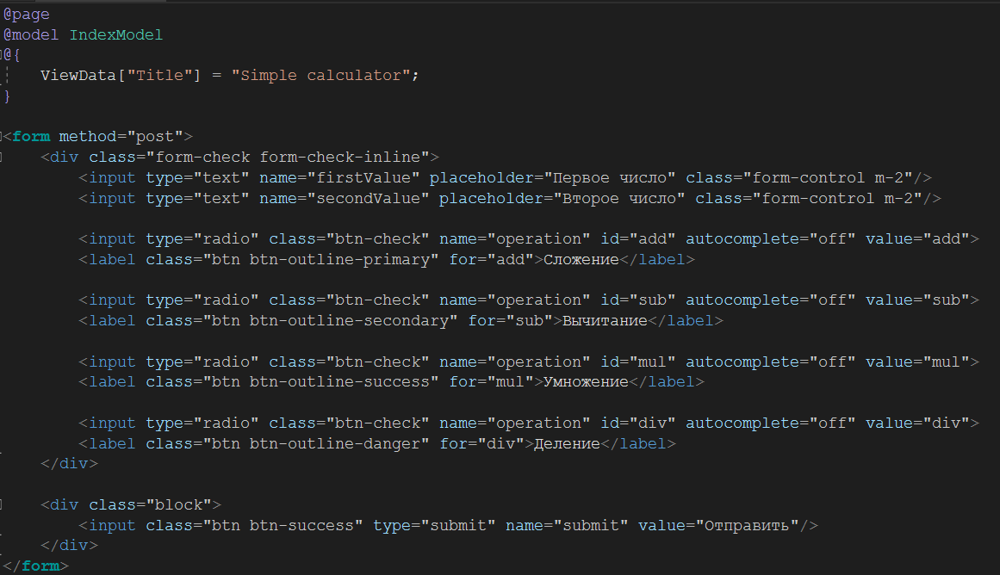 @page
@model IndexModel
@{
ViewData["Title"] = "Simple calculator";
}
<form method="post">
<div class="form-check form-check-inline">
<input type="text" name="firstValue" placeholder="Первое число" class="form-control m-2"/>
<input type="text" name="secondValue" placeholder="Второе число" class="form-control m-2"/>
<input type="radio" class="btn-check" name="operation" id="add" autocomplete="off" value="add">
<label class="btn btn-outline-primary" for="add">Сложение</label>
<input type="radio" class="btn-check" name="operation" id="sub" autocomplete="off" value="sub">
<label class="btn btn-outline-secondary" for="sub">Вычитание</label>
<input type="radio" class="btn-check" name="operation" id="mul" autocomplete="off" value="mul">
<label class="btn btn-outline-success" for="mul">Умножение</label>
<input type="radio" class="btn-check" name="operation" id="div" autocomplete="off" value="div">
<label class="btn btn-outline-danger" for="div">Деление</label>
</div>
<div class="block">
<input class="btn btn-success" type="submit" name="submit" value="Отправить"/>
</div>
</form>